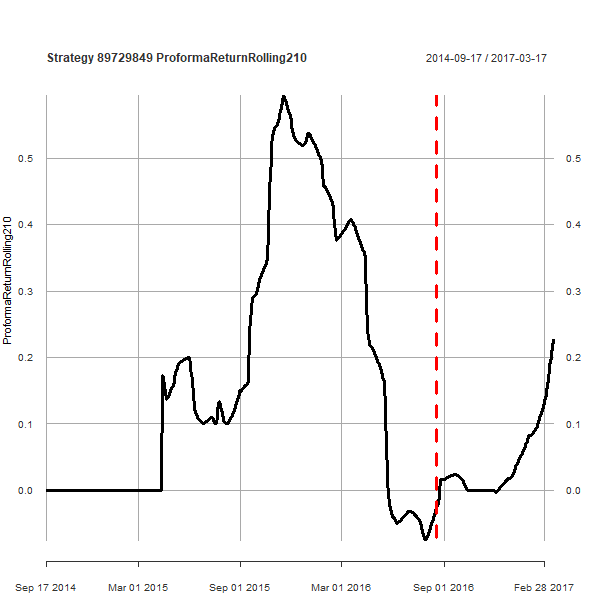 Strategy 89729849 ProformaReturnRolling210
2014-09-17 / 2017-03-17
ProformaReturnRolling210
0.5 0.5
0.4 0.4
0.3 0.3
0.2 0.2
0.1 0.1
0.0 0.0
Sep 17 2014 Mar 01 2015 Sep 01 2015 Mar 01 2016 Sep 01 2016 Feb 28 2017